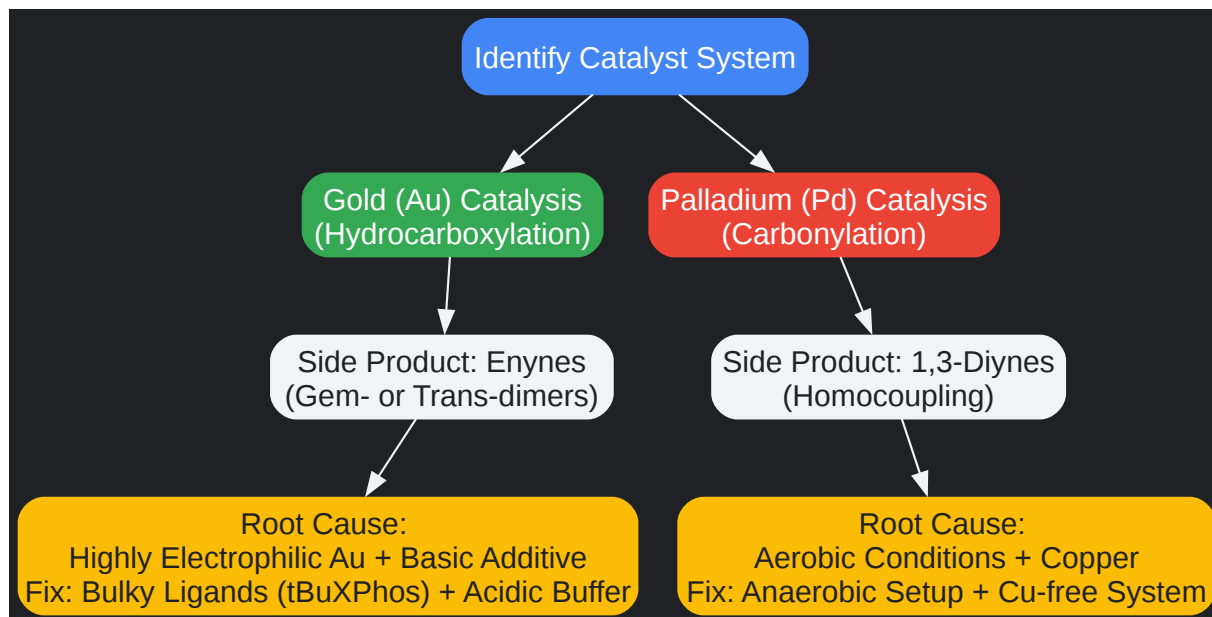 Identify Catalyst System
Gold (Au) Catalysis
(Hydrocarboxylation)
Palladium (Pd) Catalysis
(Carbonylation)
Side Product: Enynes
(Gem- or Trans-dimers)
Side Product: 1,3-Diynes
(Homocoupling)
Root Cause:
Highly Electrophilic Au + Basic Additive
Fix: Bulky Ligands (tBuXPhos) + Acidic Buffer
Root Cause:
Aerobic Conditions + Copper
Fix: Anaerobic Setup + Cu-free System